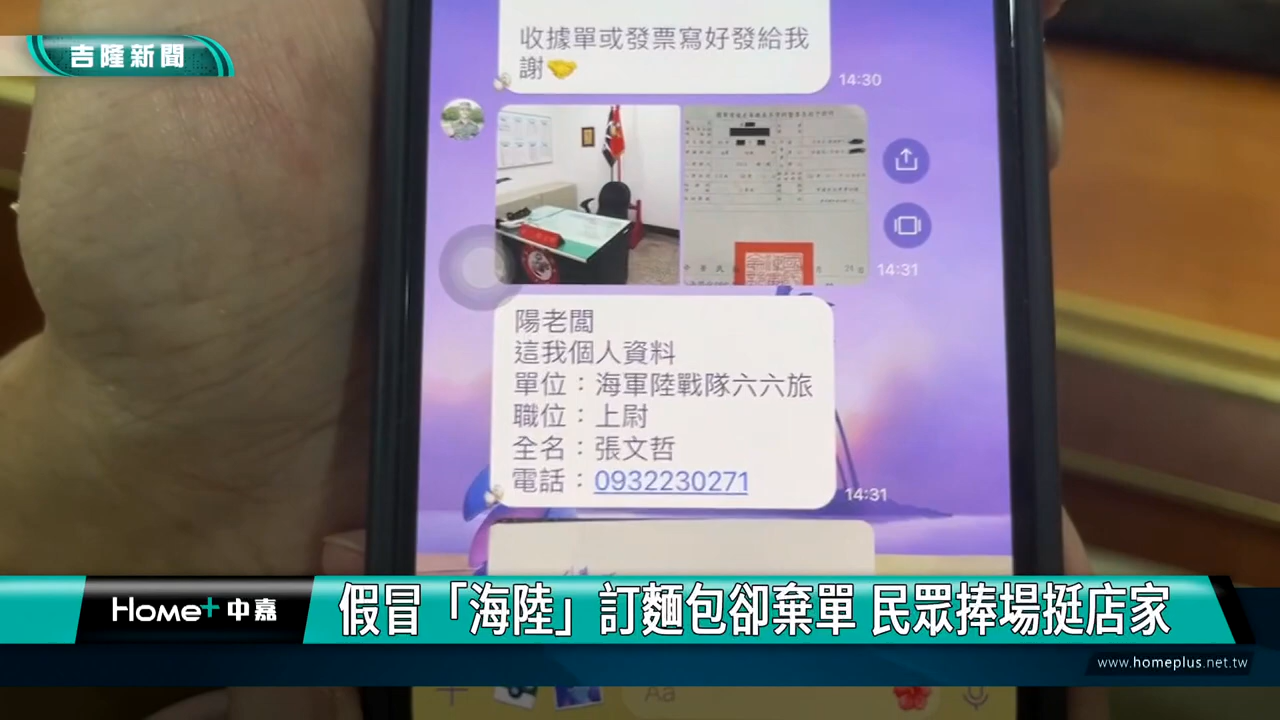 吉隆新聞
收據單或發票寫好發給我
謝🤝
14:30
14:31
陽老闆
這我個人資料
單位：海軍陸戰隊六六旅
職位：上尉
全名：張文哲
電話：0932230271
14:31
Home+中嘉
假冒「海陸」訂麵包卻棄單 民眾捧場挺店家
www.homeplus.net.tw
Aa